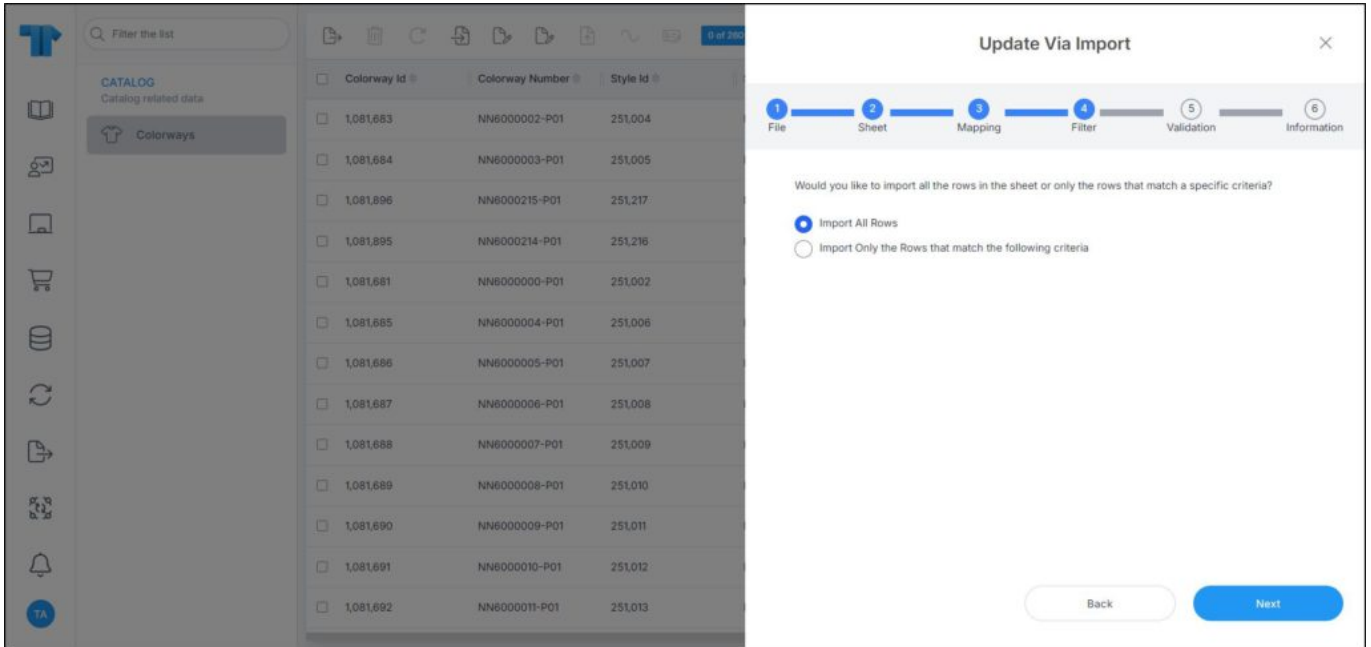 Filter the list
CATALOG
Catalog related data
Colorways
0 of 260
Colorway Id Colorway Number Style Id
1,081,683 NN6000002-P01 251,004
1,081,684 NN6000003-P01 251,005
1,081,896 NN6000215-P01 251,217
1,081,895 NN6000214-P01 251,216
1,081,681 NN6000000-P01 251,002
1,081,685 NN6000004-P01 251,006
1,081,686 NN6000005-P01 251,007
1,081,687 NN6000006-P01 251,008
1,081,688 NN6000007-P01 251,009
1,081,689 NN6000008-P01 251,010
1,081,690 NN6000009-P01 251,011
1,081,691 NN6000010-P01 251,012
1,081,692 NN6000011-P01 251,013
TA
Update Via Import
1 2 3 4 5 6
File Sheet Mapping Filter Validation Information
Would you like to import all the rows in the sheet or only the rows that match a specific criteria?
Import All Rows
Import Only the Rows that match the following criteria
Back Next